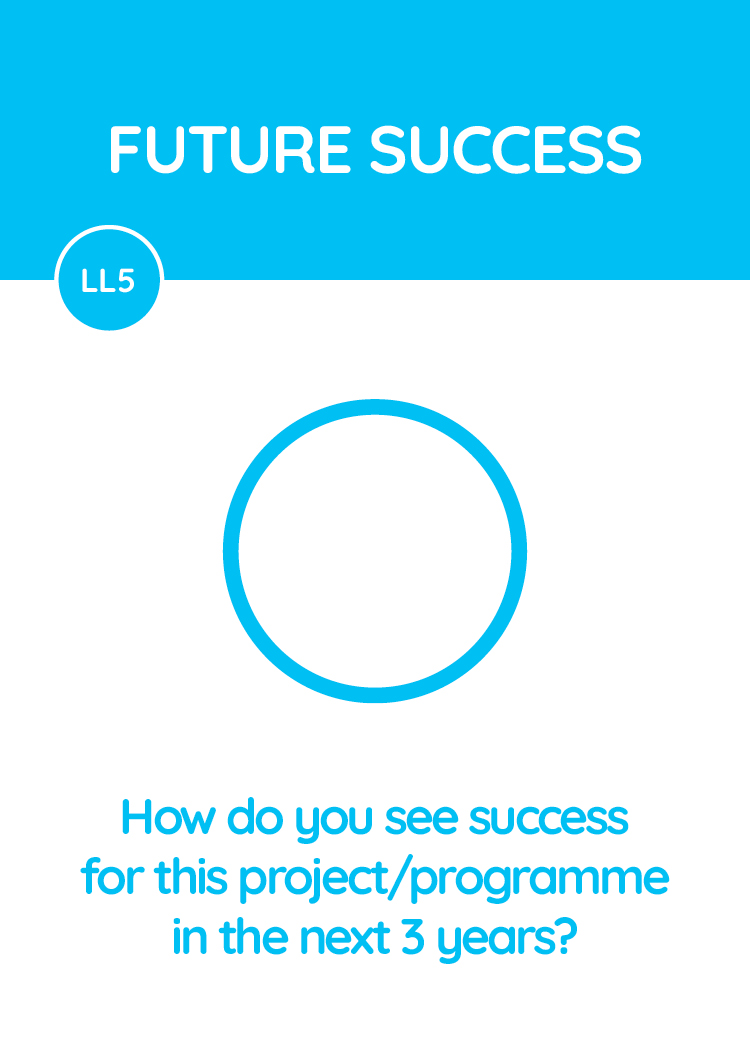 FUTURE SUCCESS
LL5
How do you see success
for this project/programme
in the next 3 years?